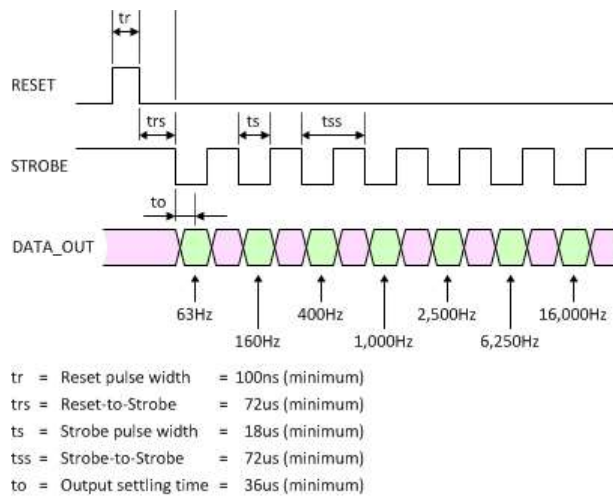 tr
RESET
trs ts tss
STROBE
to
DATA_OUT
63Hz 400Hz 2,500Hz 16,000Hz
160Hz 1,000Hz 6,250Hz
tr = Reset pulse width = 100ns (minimum)
trs = Reset-to-Strobe = 72us (minimum)
ts = Strobe pulse width = 18us (minimum)
tss = Strobe-to-Strobe = 72us (minimum)
to = Output settling time = 36us (minimum)